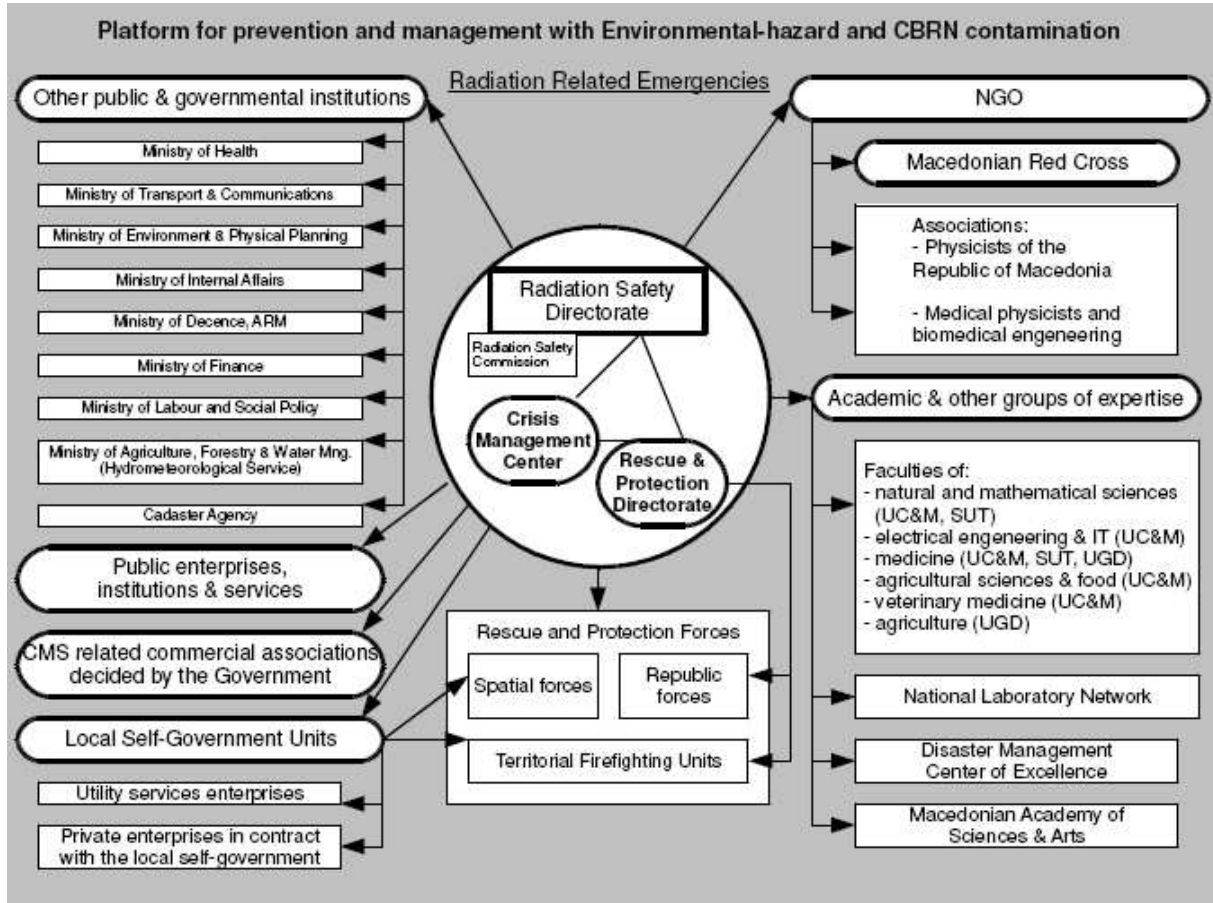 Platform for prevention and management with Environmental-hazard and CBRN contamination
Radiation Related Emergencies
Other public & governmental institutions
Ministry of Health
Ministry of Transport & Communications
Ministry of Environment & Physical Planning
Ministry of Internal Affairs
Ministry of Decence, ARM
Ministry of Finance
Ministry of Labour and Social Policy
Ministry of Agriculture, Forestry & Water Mng.
(Hydrometeorological Service)
Cadaster Agency
Public enterprises,
institutions & services
CMS related commercial associations
decided by the Government
Local Self-Government Units
Utility services enterprises
Private enterprises in contract
with the local self-government
Radiation Safety
Directorate
Radiation Safety
Commission
Crisis
Management
Center
Rescue &
Protection
Directorate
Rescue and Protection Forces
Spatial forces
Republic
forces
Territorial Firefighting Units
NGO
Macedonian Red Cross
Associations:
- Physicists of the
Republic of Macedonia
- Medical physicists and
biomedical engeneering
Academic & other groups of expertise
Faculties of:
- natural and mathematical sciences
(UC&M, SUT)
- electrical engeneering & IT (UC&M)
- medicine (UC&M, SUT, UGD)
- agricultural sciences & food (UC&M)
- veterinary medicine (UC&M)
- agriculture (UGD)
National Laboratory Network
Disaster Management
Center of Excellence
Macedonian Academy of
Sciences & Arts